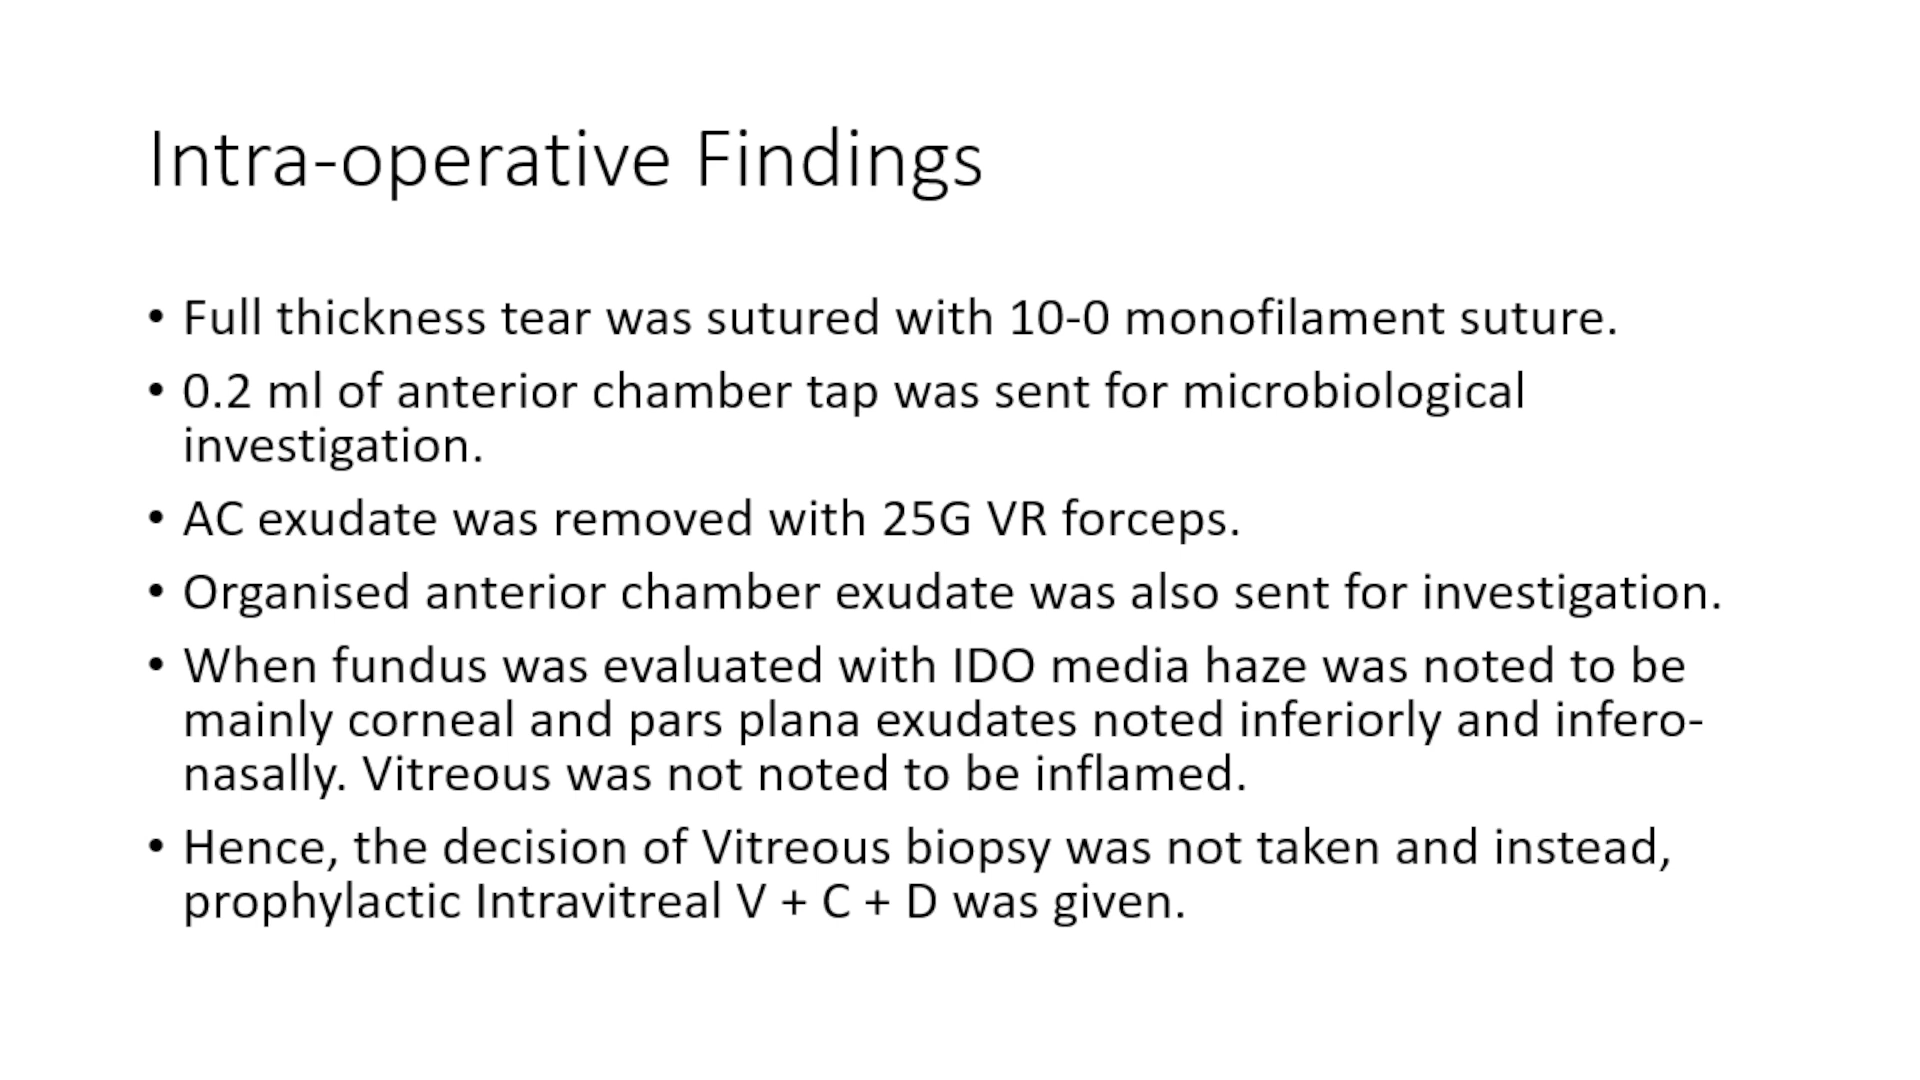 Intra-operative Findings
• Full thickness tear was sutured with 10-0 monofilament suture.
• 0.2 ml of anterior chamber tap was sent for microbiological
investigation.
• AC exudate was removed with 25G VR forceps.
• Organised anterior chamber exudate was also sent for investigation.
• When fundus was evaluated with IDO media haze was noted to be
mainly corneal and pars plana exudates noted inferiorly and infero-
nasally. Vitreous was not noted to be inflamed.
• Hence, the decision of Vitreous biopsy was not taken and instead,
prophylactic Intravitreal V + C + D was given.